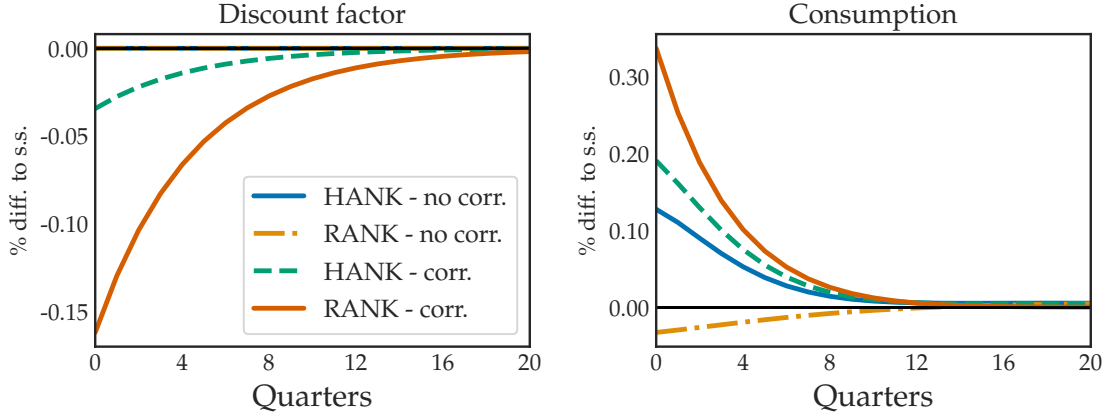 Discount factor
% diff. to s.s.
0.00
-0.05
-0.10
-0.15
0 4 8 12 16 20
Quarters
HANK - no corr.
RANK - no corr.
HANK - corr.
RANK - corr.
Consumption
% diff. to s.s.
0.30
0.20
0.10
0.00
0 4 8 12 16 20
Quarters